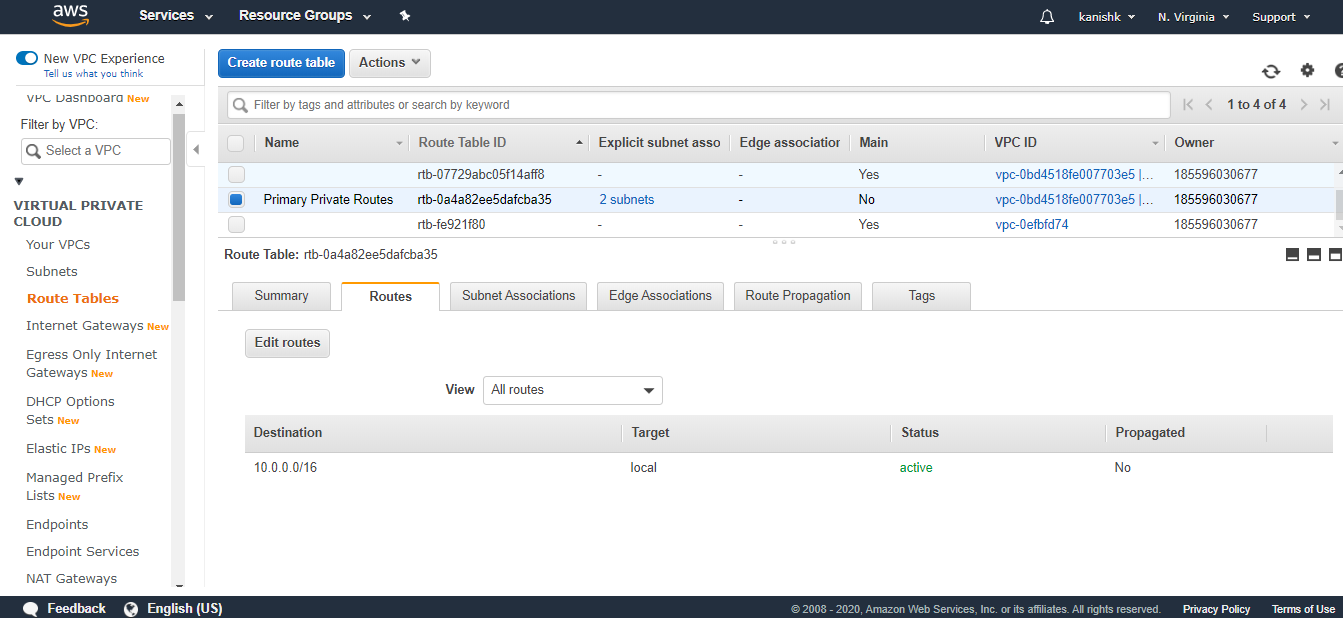 aws Services Resource Groups kanishk N. Virginia Support
New VPC Experience
Tell us what you think
VPC Dashboard New
Filter by VPC:
Select a VPC
VIRTUAL PRIVATE
CLOUD
Your VPCs
Subnets
Route Tables
Internet Gateways New
Egress Only Internet
Gateways New
DHCP Options
Sets New
Elastic IPs New
Managed Prefix
Lists New
Endpoints
Endpoint Services
NAT Gateways
Create route table Actions
Filter by tags and attributes or search by keyword 1 to 4 of 4
Name Route Table ID Explicit subnet asso Edge association Main VPC ID Owner
rtb-07729abc05f14aff8 - - Yes vpc-0bd4518fe007703e5 |... 185596030677
Primary Private Routes rtb-0a4a82ee5dafcba35 2 subnets - No vpc-0bd4518fe007703e5 |... 185596030677
rtb-fe921f80 - - Yes vpc-0efbfd74 185596030677
Route Table: rtb-0a4a82ee5dafcba35
Summary Routes Subnet Associations Edge Associations Route Propagation Tags
Edit routes
View All routes
Destination Target Status Propagated
10.0.0.0/16 local active No
Feedback English (US) © 2008 - 2020, Amazon Web Services, Inc. or its affiliates. All rights reserved. Privacy Policy Terms of Use